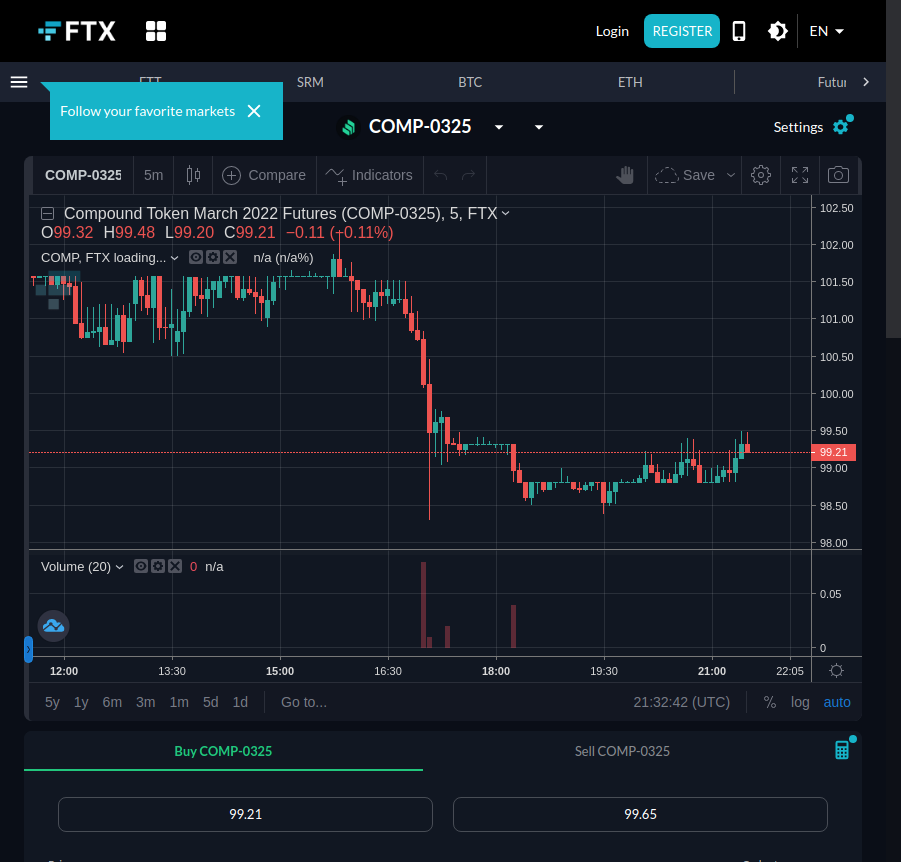 FTX
Login
REGISTER
EN
FTT
SRM
BTC
ETH
Futur
Follow your favorite markets
COMP-0325
Settings
COMP-0325
5m
Compare
Indicators
Save
Compound Token March 2022 Futures (COMP-0325), 5, FTX
O99.32 H99.48 L99.20 C99.21 −0.11 (+0.11%)
COMP, FTX loading...
n/a (n/a%)
102.50
102.00
101.50
101.00
100.50
100.00
99.50
99.21
99.00
98.50
98.00
Volume (20)
0 n/a
0.05
0
12:00
13:30
15:00
16:30
18:00
19:30
21:00
22:05
5y 1y 6m 3m 1m 5d 1d
Go to...
21:32:42 (UTC)
% log auto
Buy COMP-0325
Sell COMP-0325
99.21
99.65